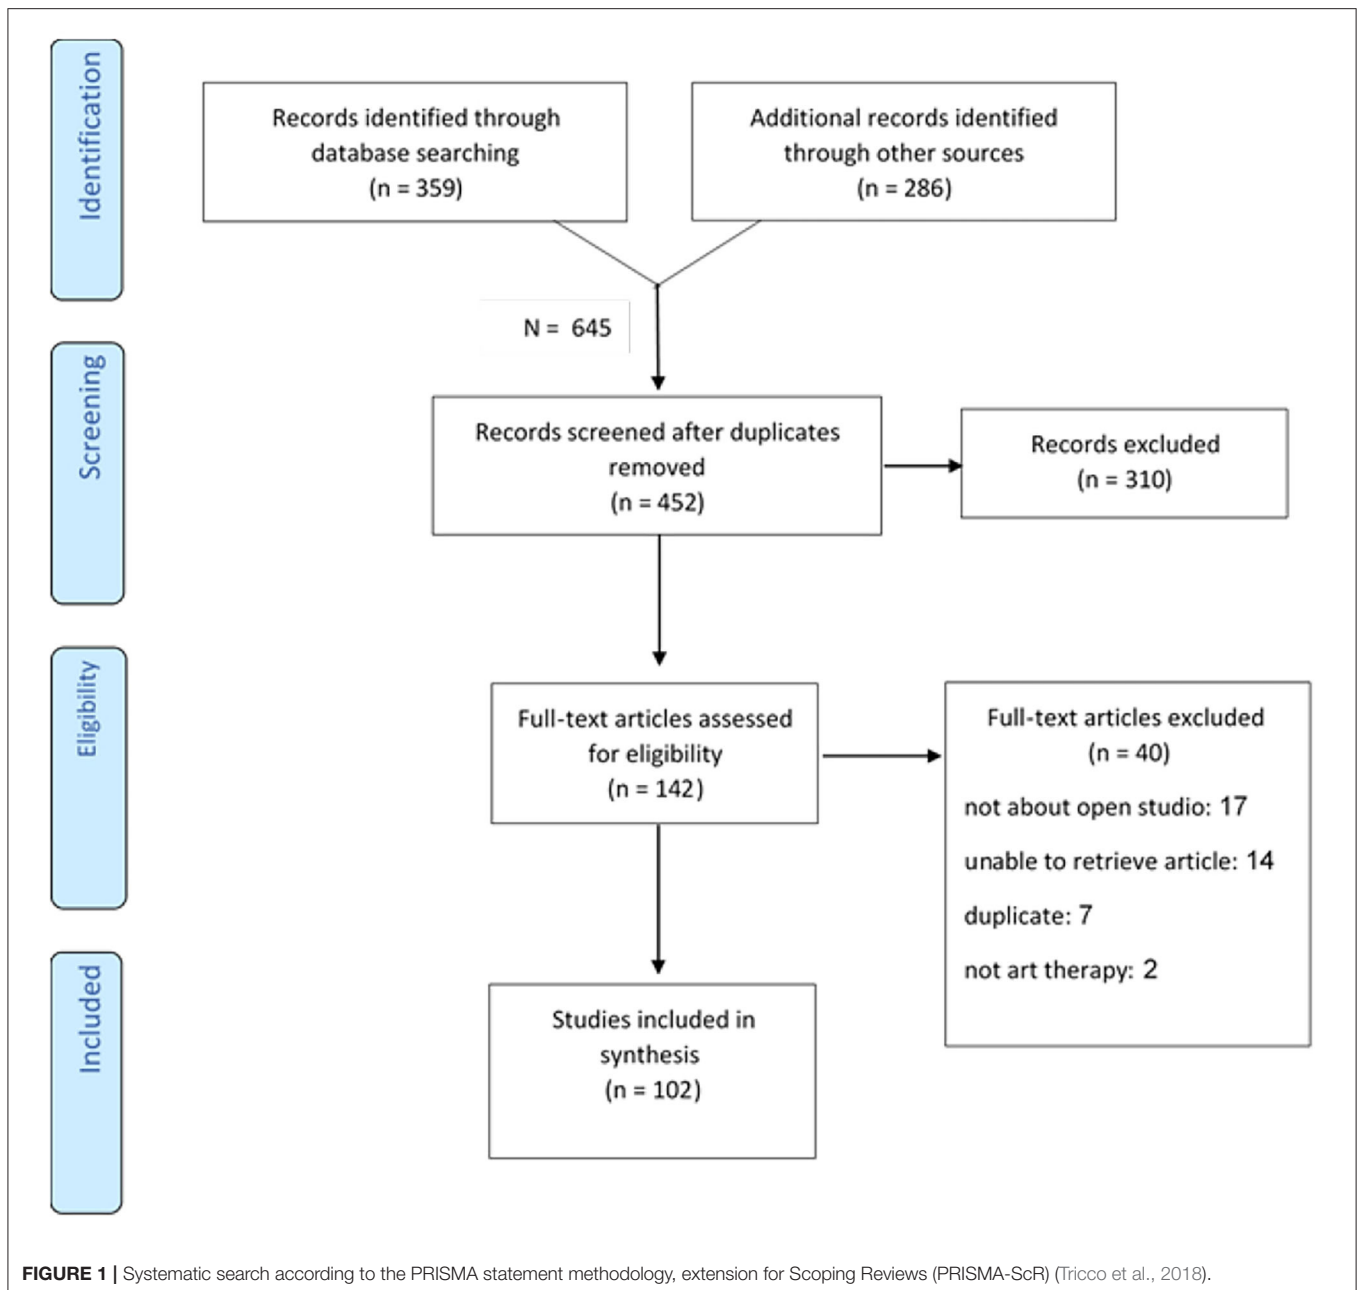 Identification
Records identified through
database searching
(n = 359)
Additional records identified
through other sources
(n = 286)
N = 645
Screening
Records screened after duplicates
removed
(n = 452)
Records excluded
(n = 310)
Eligibility
Full-text articles assessed
for eligibility
(n = 142)
Full-text articles excluded
(n = 40)
not about open studio: 17
unable to retrieve article: 14
duplicate: 7
not art therapy: 2
Included
Studies included in
synthesis
(n = 102)
FIGURE 1 | Systematic search according to the PRISMA statement methodology, extension for Scoping Reviews (PRISMA-ScR) (Tricco et al., 2018).